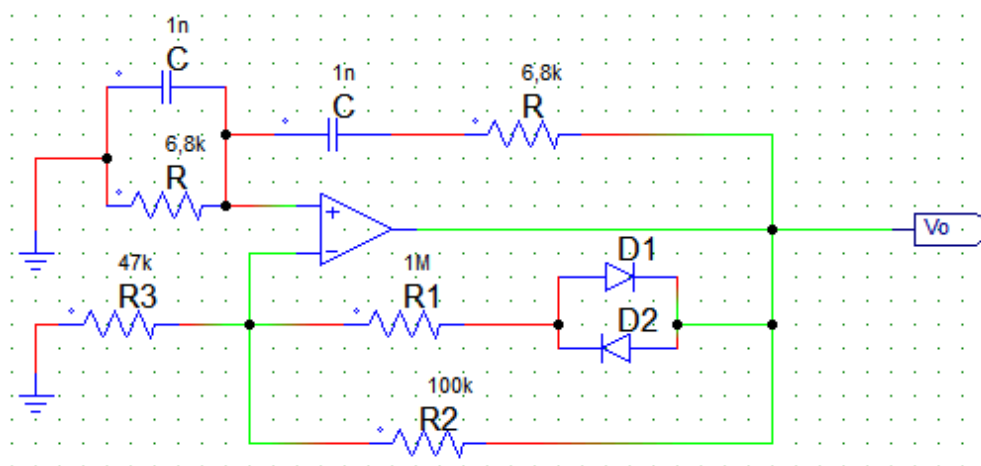 1n
C
1n
C
6,8k
R
6,8k
R
+
−
Vo
47k
R3
1M
R1
D1
D2
100k
R2